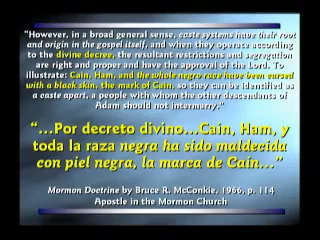 "However, in a broad general sense, caste systems have their root
and origin in the gospel itself, and when they operate according
to the divine decree, the resultant restrictions and segregation
are right and proper and have the approval of the Lord. To
illustrate: Cain, Ham, and the whole negro race have been cursed
with a black skin, the mark of Cain, so they can be identified as
a caste apart, a people with whom the other descendants of
Adam should not intermarry."
"...Por decreto divino...Cain, Ham, y
toda la raza negra ha sido maldecida
con piel negra, la marca de Cain..."
Mormon Doctrine by Bruce R. McConkie, 1966, p. 114
Apostle in the Mormon Church